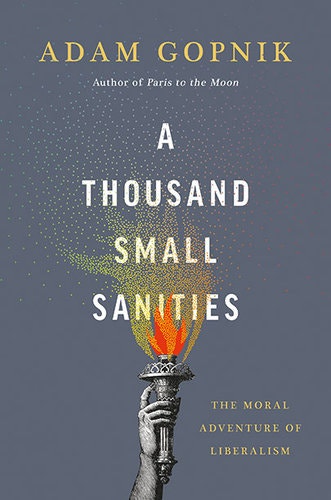 ADAM GOPNIK
Author of Paris to the Moon
A
THOUSAND
SMALL
SANITIES
THE MORAL
ADVENTURE OF
LIBERALISM